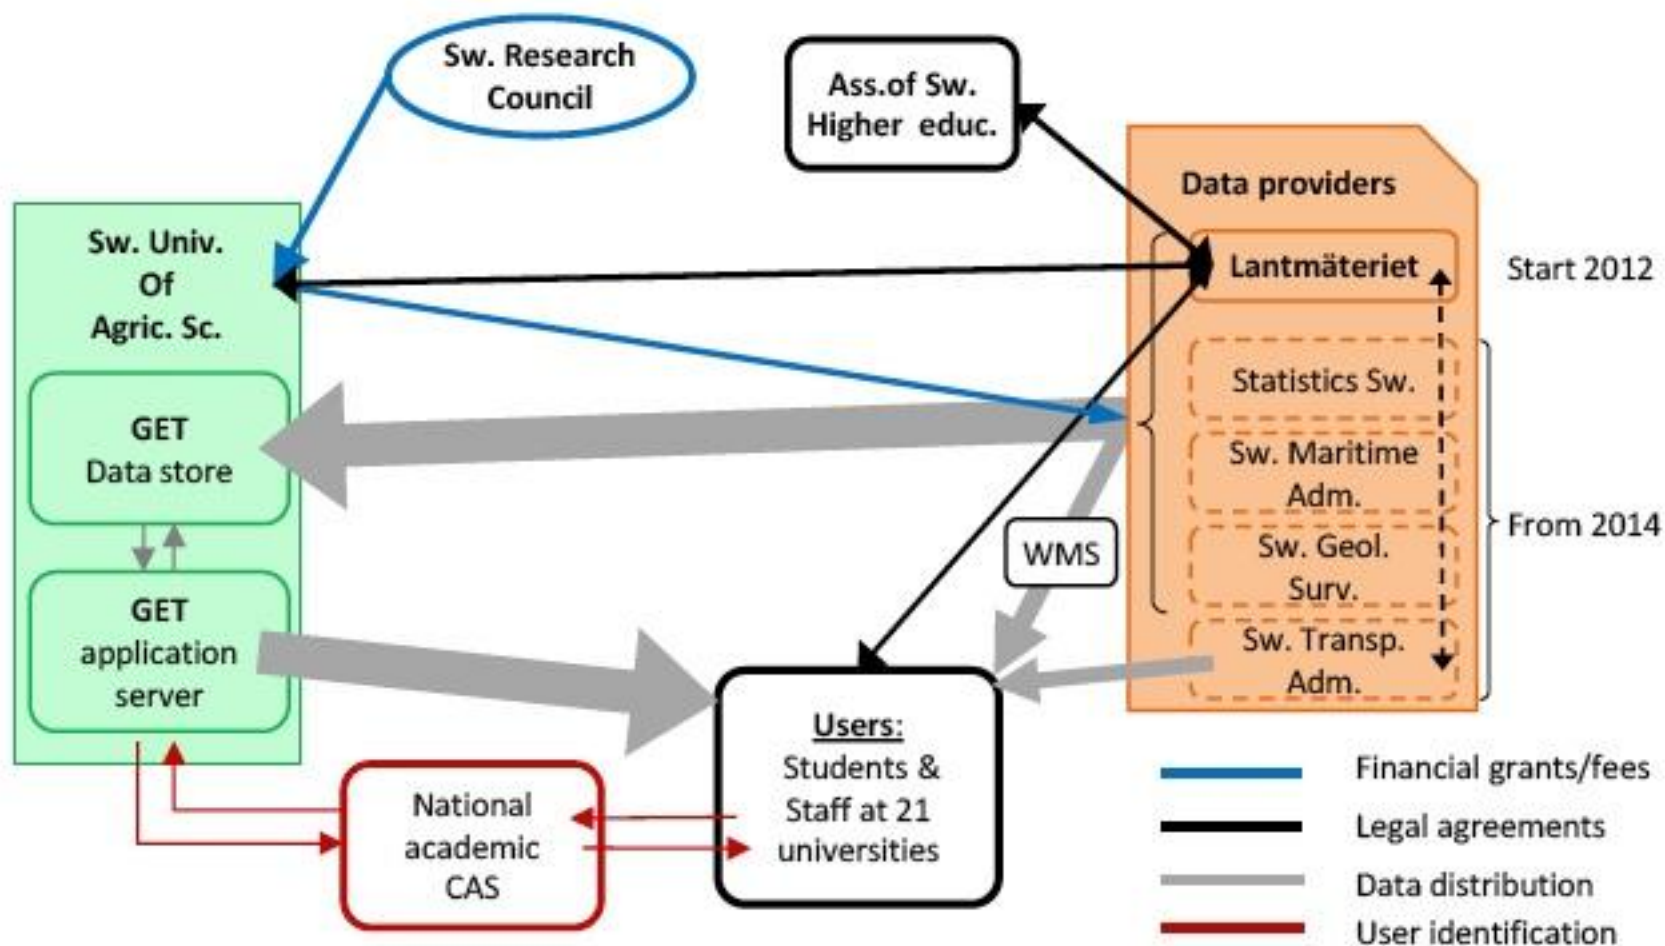 Sw. Research
Council
Ass.of Sw.
Higher educ.
Sw. Univ.
Of
Agric. Sc.
GET
Data store
GET
application
server
National
academic
CAS
Users:
Students &
Staff at 21
universities
WMS
Data providers
Lantmäteriet
Start 2012
Statistics Sw.
Sw. Maritime
Adm.
Sw. Geol.
Surv.
Sw. Transp.
Adm.
From 2014
Financial grants/fees
Legal agreements
Data distribution
User identification